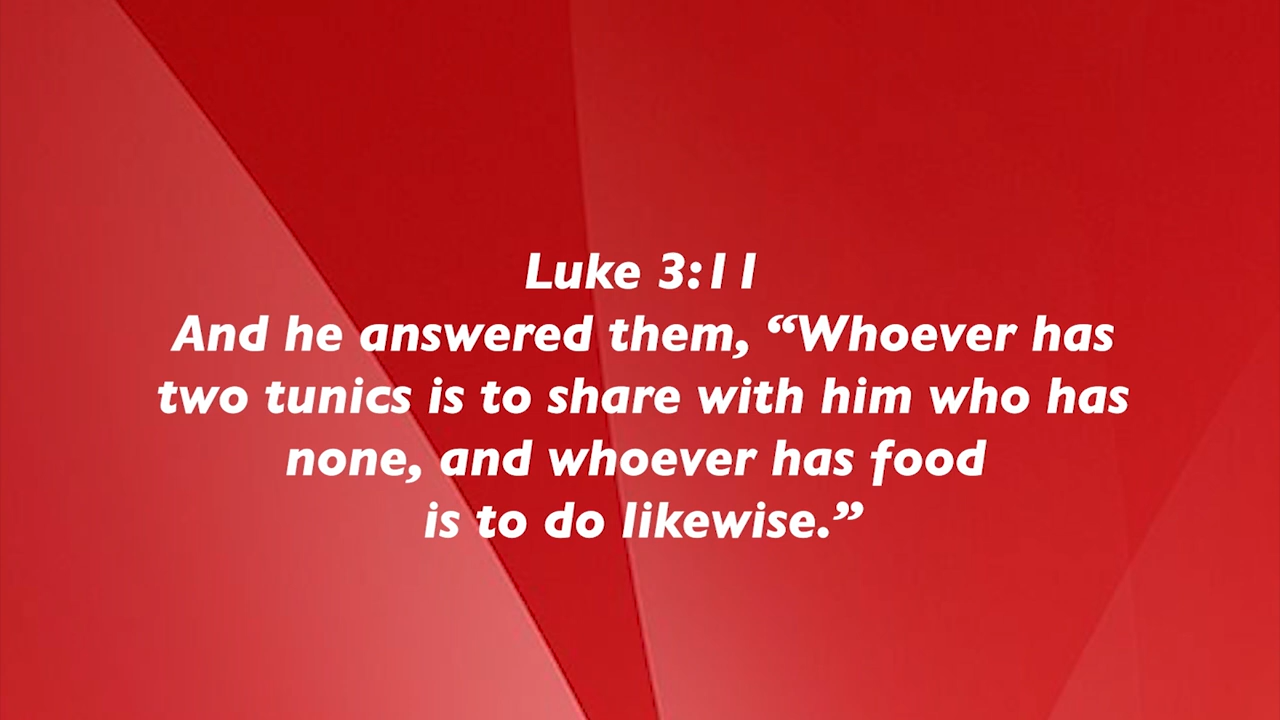 Luke 3:11
And he answered them, “Whoever has
two tunics is to share with him who has
none, and whoever has food
is to do likewise.”